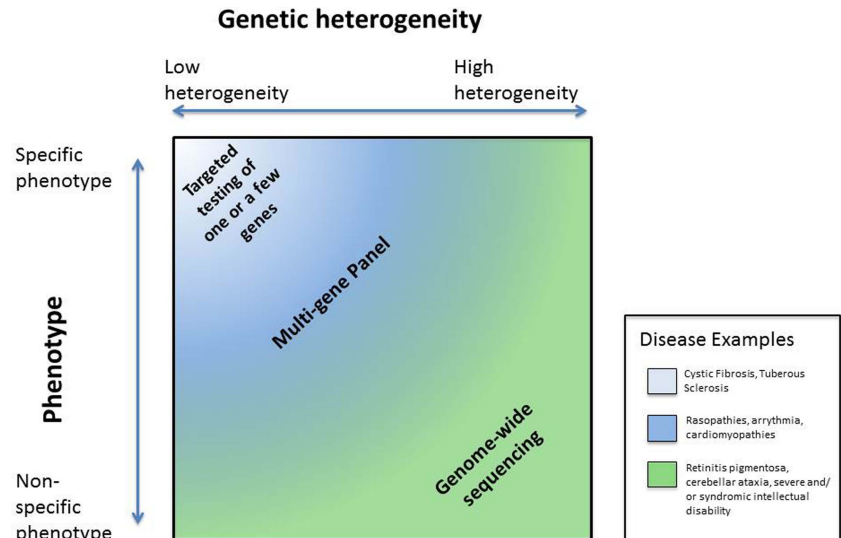 Genetic heterogeneity
Low
heterogeneity
High
heterogeneity
Specific
phenotype
Targeted
testing of
one or a few
genes
Multi-gene Panel
Phenotype
Genome-wide
sequencing
Non-
specific
phenotype
Disease Examples
Cystic Fibrosis, Tuberous
Sclerosis
Rasopathies, arrythmia,
cardiomyopathies
Retinitis pigmentosa,
cerebellar ataxia, severe and/
or syndromic intellectual
disability